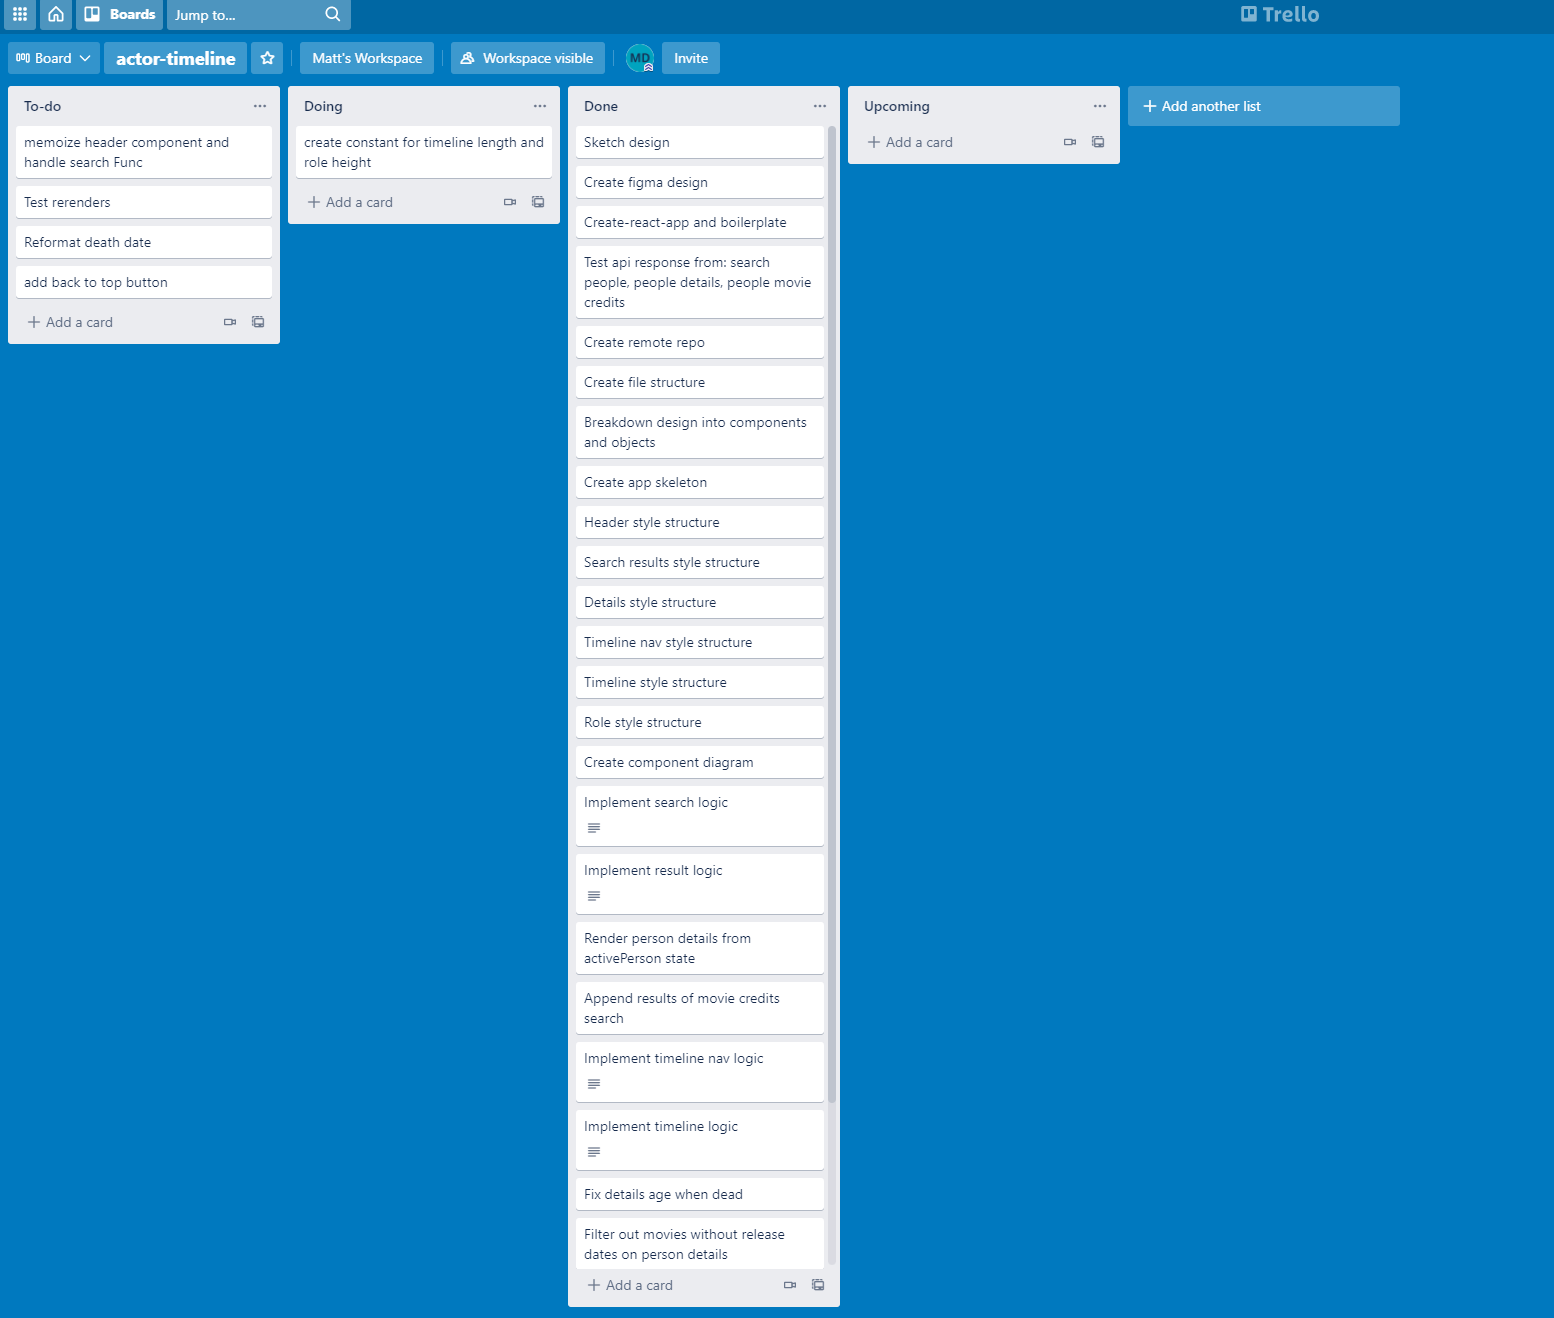 Boards
Jump to...
Trello
Board
actor-timeline
Matt's Workspace
Workspace visible
MD
Invite
To-do
memoize header component and
handle search Func
Test rerenders
Reformat death date
add back to top button
Add a card
Doing
create constant for timeline length and
role height
Add a card
Done
Sketch design
Create figma design
Create-react-app and boilerplate
Test api response from: search
people, people details, people movie
credits
Create remote repo
Create file structure
Breakdown design into components
and objects
Create app skeleton
Header style structure
Search results style structure
Details style structure
Timeline nav style structure
Timeline style structure
Role style structure
Create component diagram
Implement search logic
Implement result logic
Render person details from
activePerson state
Append results of movie credits
search
Implement timeline nav logic
Implement timeline logic
Fix details age when dead
Filter out movies without release
dates on person details
Add a card
Upcoming
Add a card
Add another list